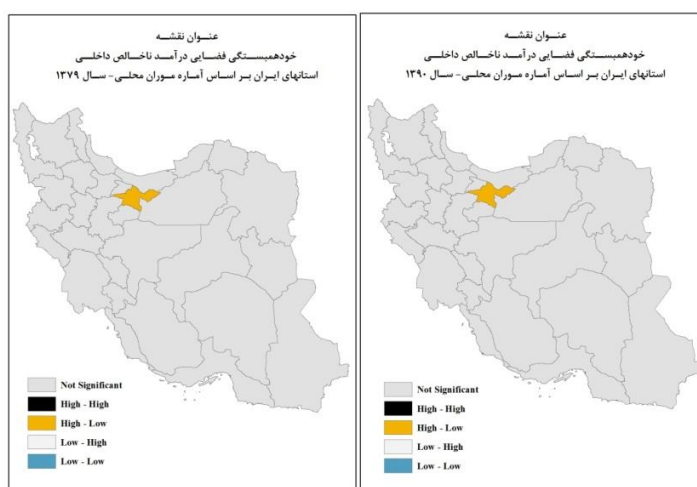 عنوان نقشه
خودهمبستگی فضایی درآمد ناخالص داخلی
استانهای ایران بر اساس آماره موران محلی- سال ۱۳۷۹
Not Significant
High - High
High - Low
Low - High
Low - Low
عنوان نقشه
خودهمبستگی فضایی درآمد ناخالص داخلی
استانهای ایران بر اساس آماره موران محلی- سال ۱۳۹۰
Not Significant
High - High
High - Low
Low - High
Low - Low